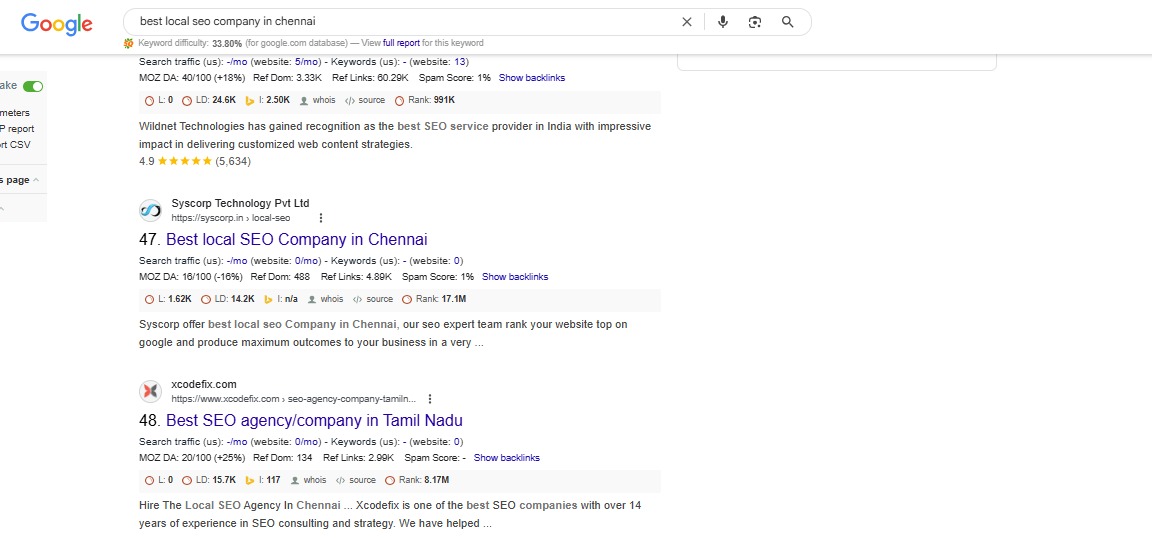 Google
best local seo company in chennai
Keyword difficulty: 33.80% (for google.com database) — View full report for this keyword
Search traffic (us): -/mo (website: 5/mo) - Keywords (us): - (website: 13)
ake
MOZ DA: 40/100 (+18%) Ref Dom: 3.33K Ref Links: 60.29K Spam Score: 1% Show backlinks
L: 0 LD: 24.6K I: 2.50K whois </> source Rank: 991K
meters
P report
Wildnet Technologies has gained recognition as the best SEO service provider in India with impressive
rt CSV
impact in delivering customized web content strategies.
4.9 ★★★★★ (5,634)
s page
Syscorp Technology Pvt Ltd
https://syscorp.in › local-seo
47. Best local SEO Company in Chennai
Search traffic (us): -/mo (website: 0/mo) - Keywords (us): - (website: 0)
MOZ DA: 16/100 (-16%) Ref Dom: 488 Ref Links: 4.89K Spam Score: 1% Show backlinks
L: 1.62K LD: 14.2K I: n/a whois </> source Rank: 17.1M
Syscorp offer best local seo Company in Chennai, our seo expert team rank your website top on
google and produce maximum outcomes to your business in a very ...
xcodefix.com
https://www.xcodefix.com › seo-agency-company-tamiln...
48. Best SEO agency/company in Tamil Nadu
Search traffic (us): -/mo (website: 0/mo) - Keywords (us): - (website: 0)
MOZ DA: 20/100 (+25%) Ref Dom: 134 Ref Links: 2.99K Spam Score: - Show backlinks
L: 0 LD: 15.7K I: 117 whois </> source Rank: 8.17M
Hire The Local SEO Agency In Chennai ... Xcodefix is one of the best SEO companies with over 14
years of experience in SEO consulting and strategy. We have helped ...